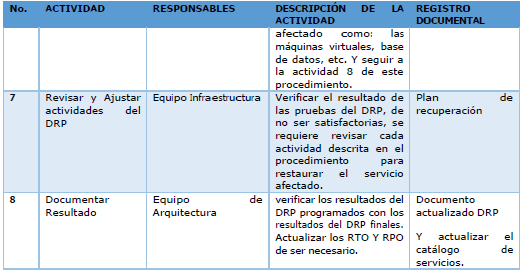 No. ACTIVIDAD RESPONSABLES DESCRIPCIÓN DE LA ACTIVIDAD REGISTRO DOCUMENTAL
afectado como: las
máquinas virtuales, base
de datos, etc. Y seguir a
la actividad 8 de este
procedimiento.
7
Revisar y Ajustar
actividades del
DRP
Equipo Infraestructura
Verificar el resultado de
las pruebas del DRP, de
no ser satisfactorias, se
requiere revisar cada
actividad descrita en el
procedimiento para
restaurar el servicio
afectado.
Plan de
recuperación
8
Documentar
Resultado
Equipo de
Arquitectura
verificar los resultados del
DRP programados con los
resultados del DRP finales.
Actualizar los RTO Y RPO
de ser necesario.
Documento
actualizado DRP
Y actualizar el
catálogo de
servicios.